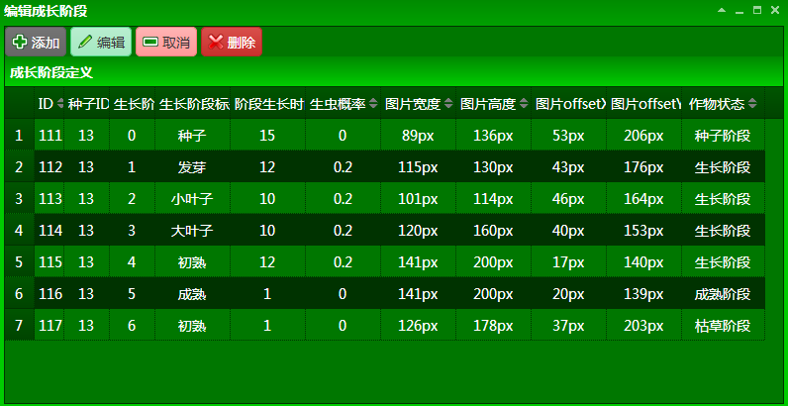 编辑成长阶段
添加 编辑 取消 删除
成长阶段定义
ID 种子ID 生长阶 生长阶段标 阶段生长时 生虫概率 图片宽度 图片高度 图片offsetX 图片offsetY 作物状态
1 111 13 0 种子 15 0 89px 136px 53px 206px 种子阶段
2 112 13 1 发芽 12 0.2 115px 130px 43px 176px 生长阶段
3 113 13 2 小叶子 10 0.2 101px 114px 46px 164px 生长阶段
4 114 13 3 大叶子 10 0.2 120px 160px 40px 153px 生长阶段
5 115 13 4 初熟 12 0.2 141px 200px 17px 140px 生长阶段
6 116 13 5 成熟 1 0 141px 200px 20px 139px 成熟阶段
7 117 13 6 初熟 1 0 126px 178px 37px 203px 枯草阶段